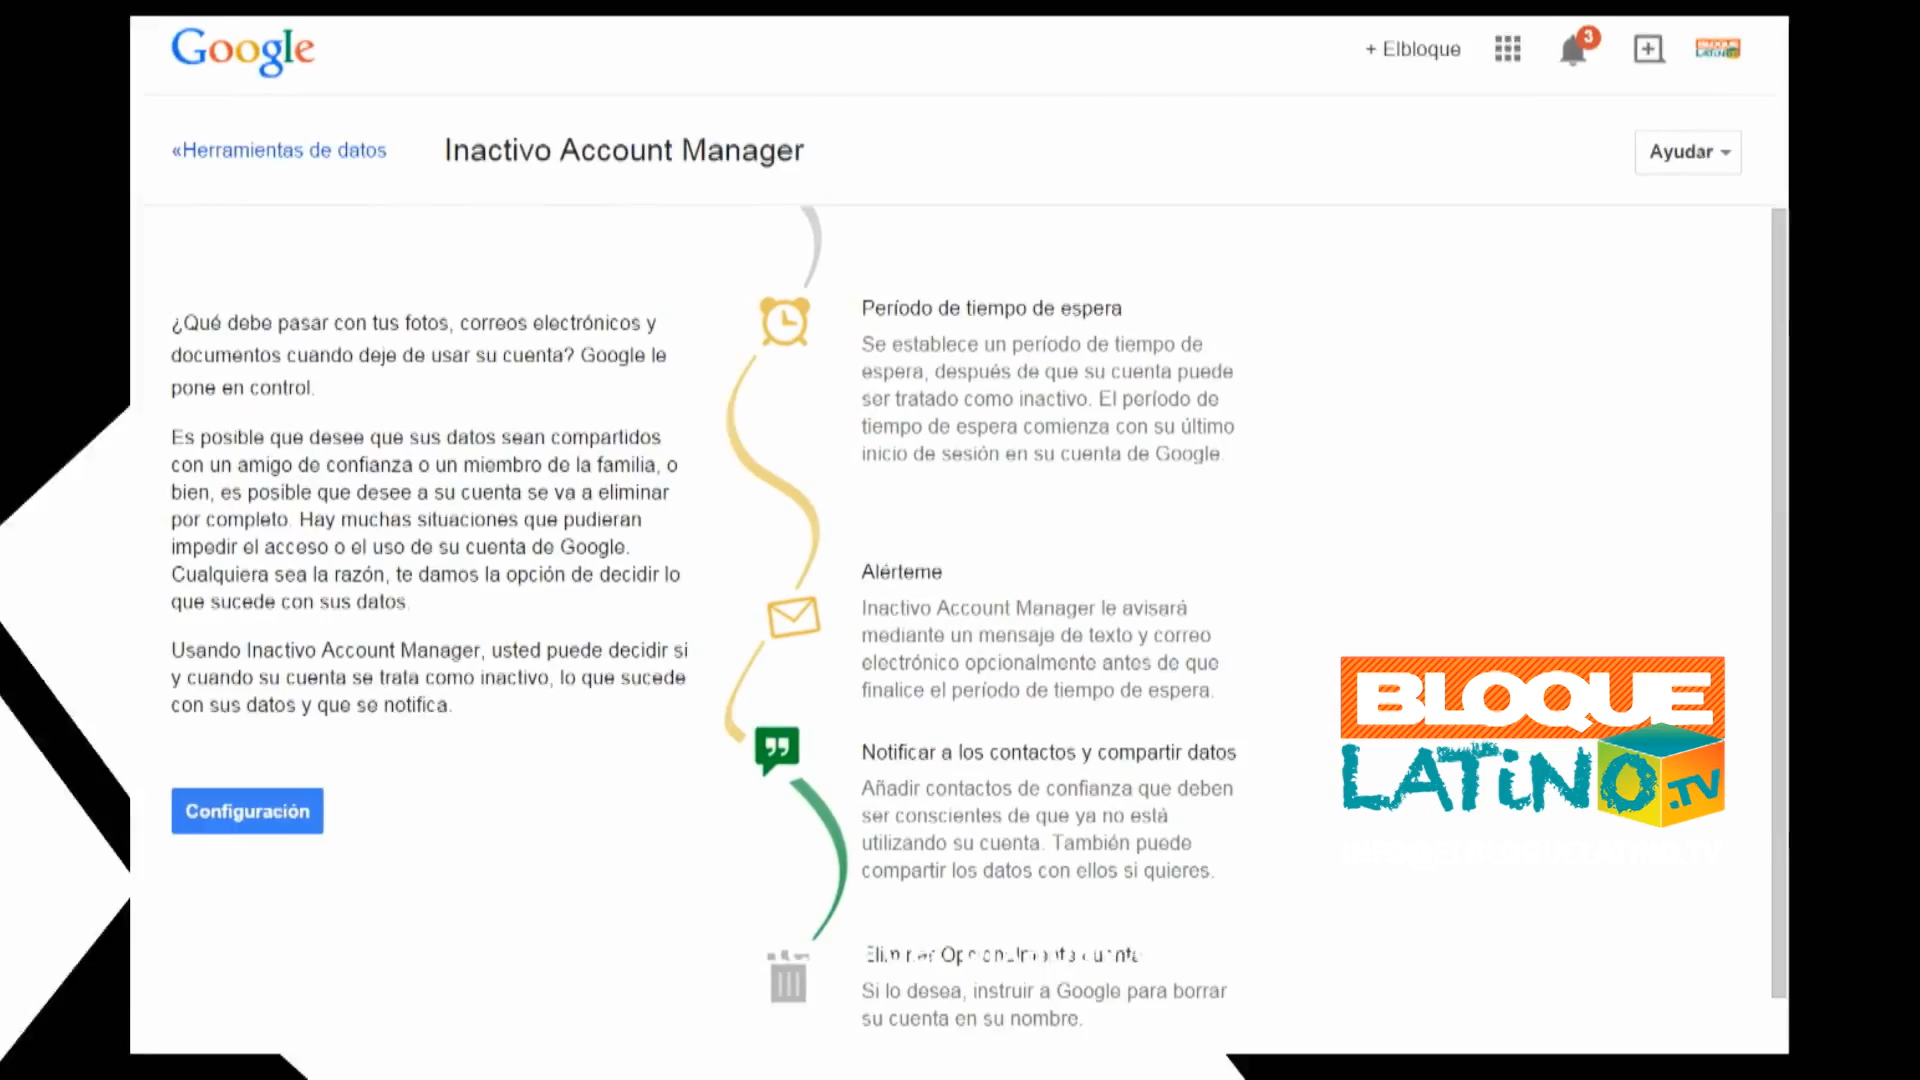 Google
+ Elbloque
3
«Herramientas de datos
Inactivo Account Manager
Ayudar
¿Qué debe pasar con tus fotos, correos electrónicos y
documentos cuando deje de usar su cuenta? Google le
pone en control.
Es posible que desee que sus datos sean compartidos
con un amigo de confianza o un miembro de la familia, o
bien, es posible que desee a su cuenta se va a eliminar
por completo. Hay muchas situaciones que pudieran
impedir el acceso o el uso de su cuenta de Google.
Cualquiera sea la razón, te damos la opción de decidir lo
que sucede con sus datos.
Usando Inactivo Account Manager, usted puede decidir si
y cuando su cuenta se trata como inactivo, lo que sucede
con sus datos y que se notifica.
Configuración
Período de tiempo de espera
Se establece un período de tiempo de
espera, después de que su cuenta puede
ser tratado como inactivo. El período de
tiempo de espera comienza con su último
inicio de sesión en su cuenta de Google.
Alérteme
Inactivo Account Manager le avisará
mediante un mensaje de texto y correo
electrónico opcionalmente antes de que
finalice el período de tiempo de espera.
Notificar a los contactos y compartir datos
Añadir contactos de confianza que deben
ser conscientes de que ya no está
utilizando su cuenta. También puede
compartir los datos con ellos si quieres.
Si lo desea, instruir a Google para borrar
su cuenta en su nombre.
BLOQUE
LATiNO.TV